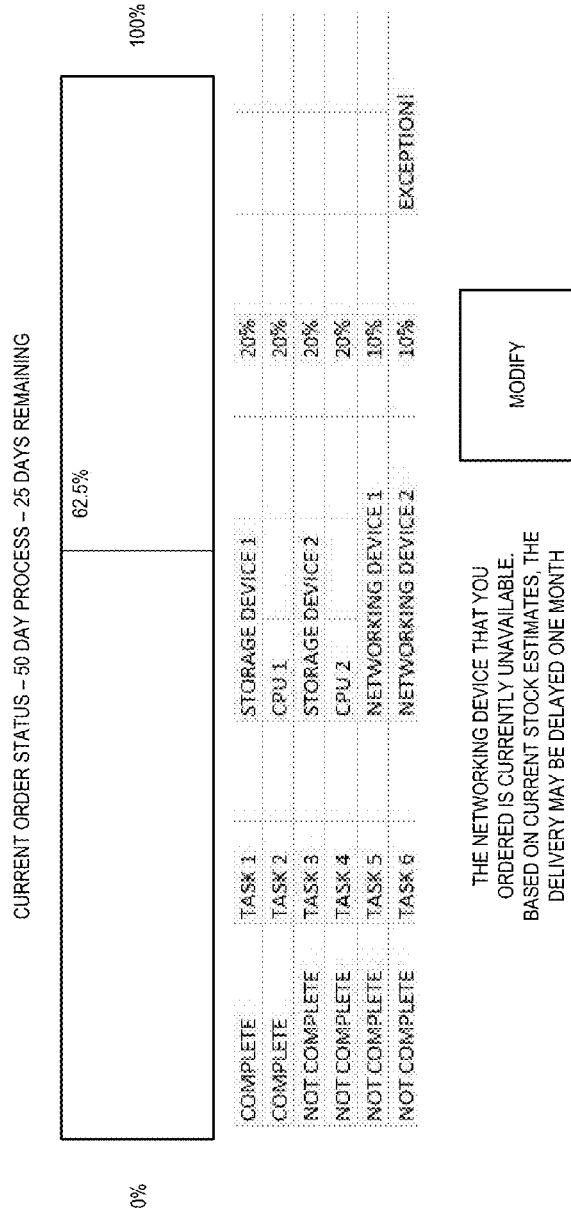 CURRENT ORDER STATUS – 50 DAY PROCESS – 25 DAYS REMAINING
0%
62.5%
100%
COMPLETE TASK 1 STORAGE DEVICE 1 20%
COMPLETE TASK 2 CPU 1 20%
NOT COMPLETE TASK 3 STORAGE DEVICE 2 20%
NOT COMPLETE TASK 4 CPU 2 20%
NOT COMPLETE TASK 5 NETWORKING DEVICE 1 10%
NOT COMPLETE TASK 6 NETWORKING DEVICE 2 10% EXCEPTION!
THE NETWORKING DEVICE THAT YOU
ORDERED IS CURRENTLY UNAVAILABLE.
BASED ON CURRENT STOCK ESTIMATES, THE
DELIVERY MAY BE DELAYED ONE MONTH
MODIFY